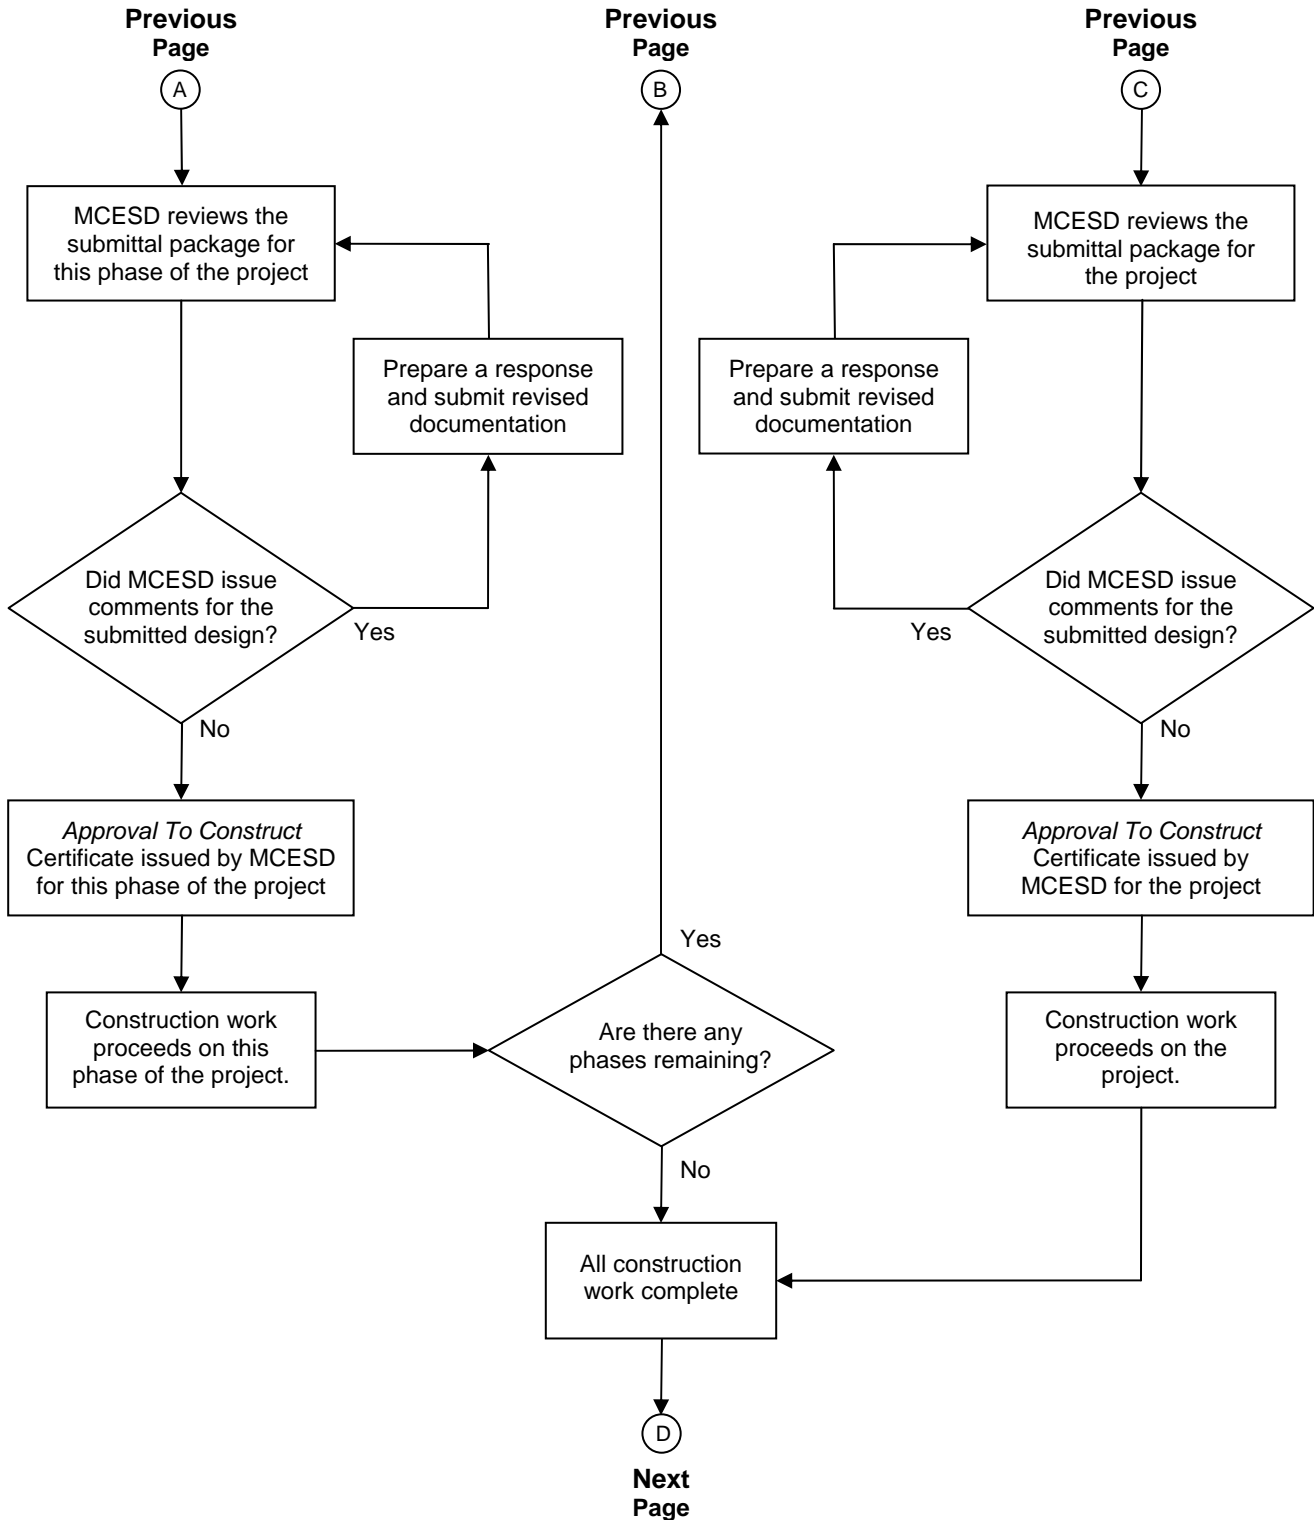 Previous
Page
A
Previous
Page
B
Previous
Page
C
MCESD reviews the
submittal package for
this phase of the project
MCESD reviews the
submittal package for
the project
Prepare a response
and submit revised
documentation
Prepare a response
and submit revised
documentation
Did MCESD issue
comments for the
submitted design?
Yes
No
Did MCESD issue
comments for the
submitted design?
Yes
No
Approval To Construct
Certificate issued by MCESD
for this phase of the project
Approval To Construct
Certificate issued by
MCESD for the project
Construction work
proceeds on this
phase of the project.
Yes
Are there any
phases remaining?
No
Construction work
proceeds on the
project.
All construction
work complete
D
Next
Page